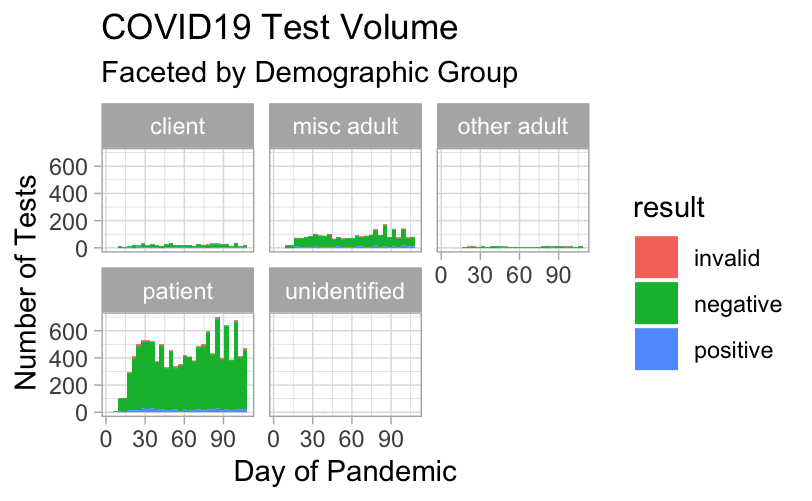 COVID19 Test Volume
Faceted by Demographic Group
client misc adult other adult
600
400
200
0
0 30 60 90
patient unidentified
600
400
200
0
0 30 60 90 0 30 60 90
Number of Tests
Day of Pandemic
result
invalid
negative
positive